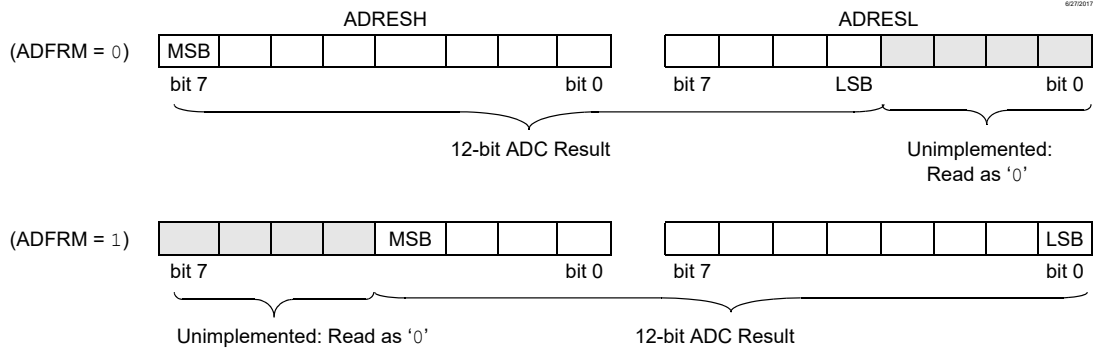 6/27/2017
ADRESH ADRESL
(ADFRM = 0) MSB
bit 7 bit 0 bit 7 LSB bit 0
12-bit ADC Result Unimplemented:
Read as ‘0’
(ADFRM = 1) MSB LSB
bit 7 bit 0 bit 7 bit 0
Unimplemented: Read as ‘0’ 12-bit ADC Result